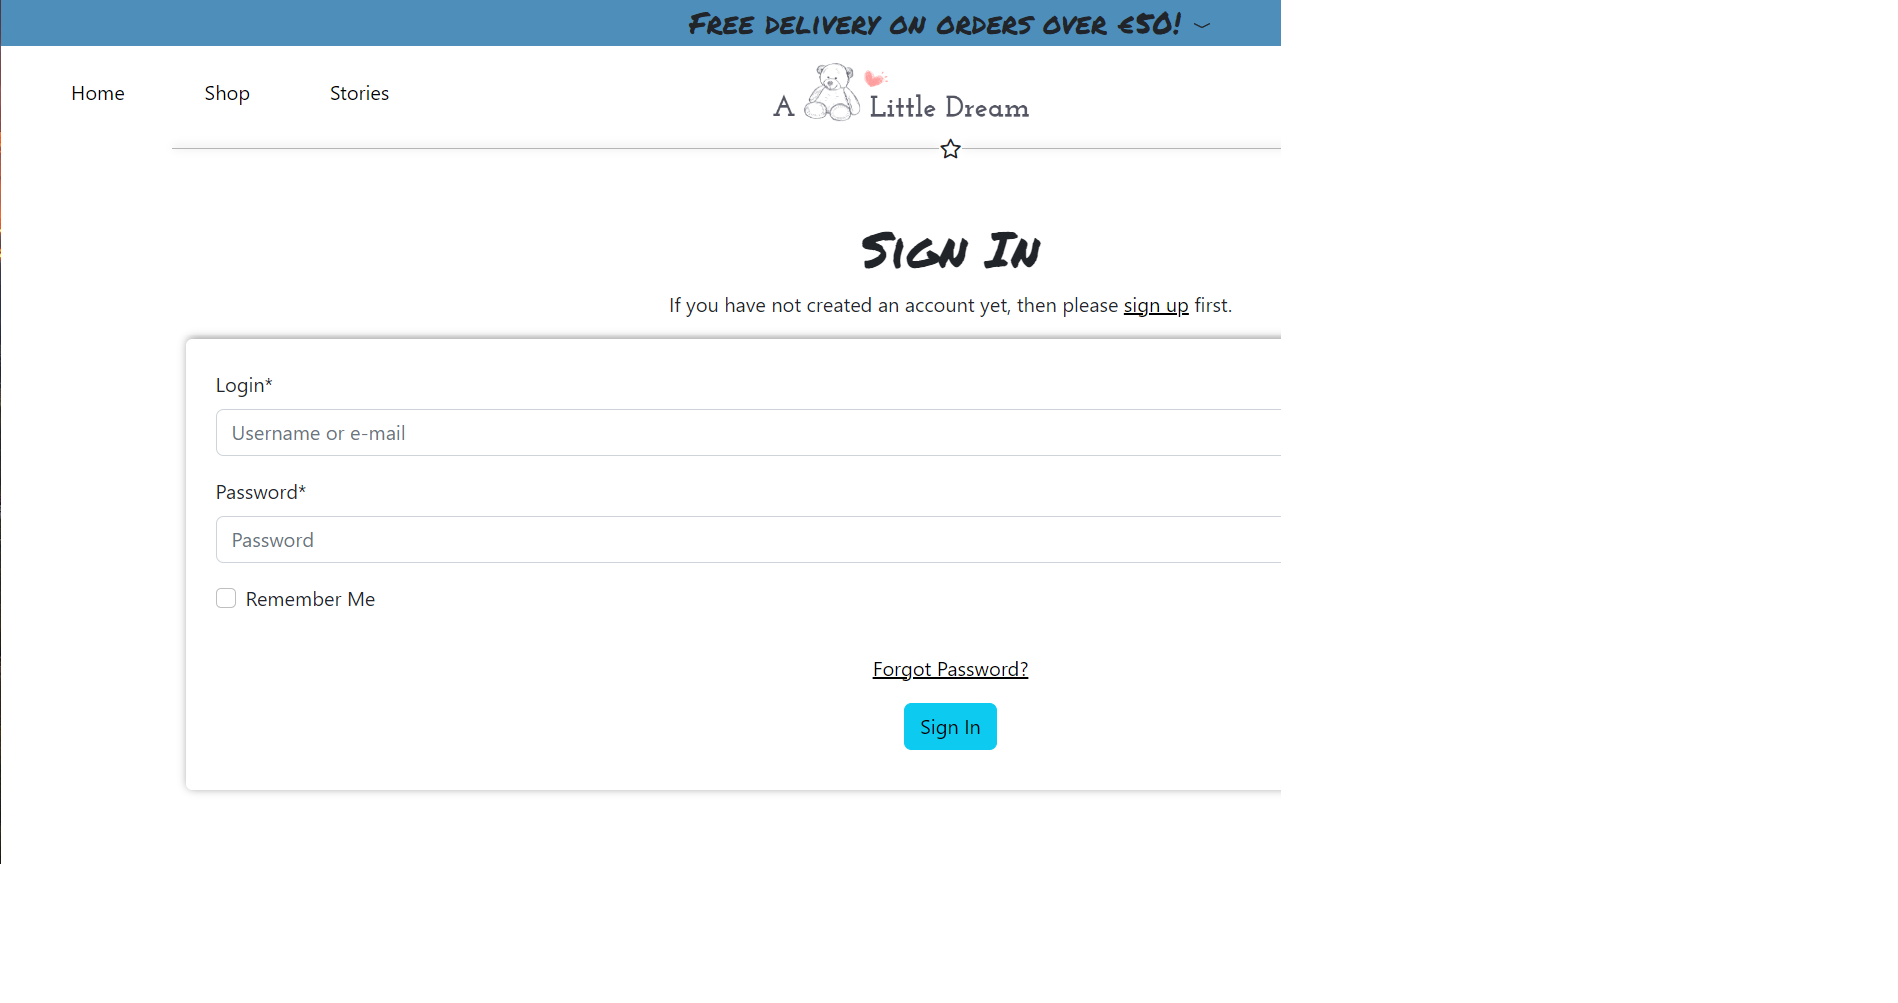 Free delivery on orders over €50!
Home Shop Stories
A Little Dream
Sign In
If you have not created an account yet, then please sign up first.
Login*
Username or e-mail
Password*
Password
Remember Me
Forgot Password?
Sign In